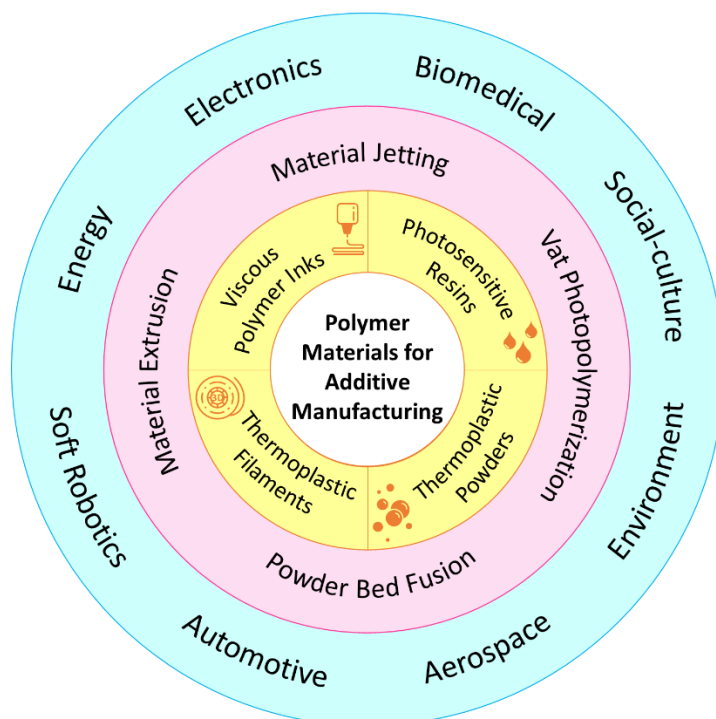 Polymer
Materials for
Additive
Manufacturing
Viscous
Polymer Inks
Photosensitive
Resins
Thermoplastic
Powders
Thermoplastic
Filaments
Material Jetting
Vat Photopolymerization
Powder Bed Fusion
Material Extrusion
Electronics
Biomedical
Social-culture
Environment
Aerospace
Automotive
Soft Robotics
Energy